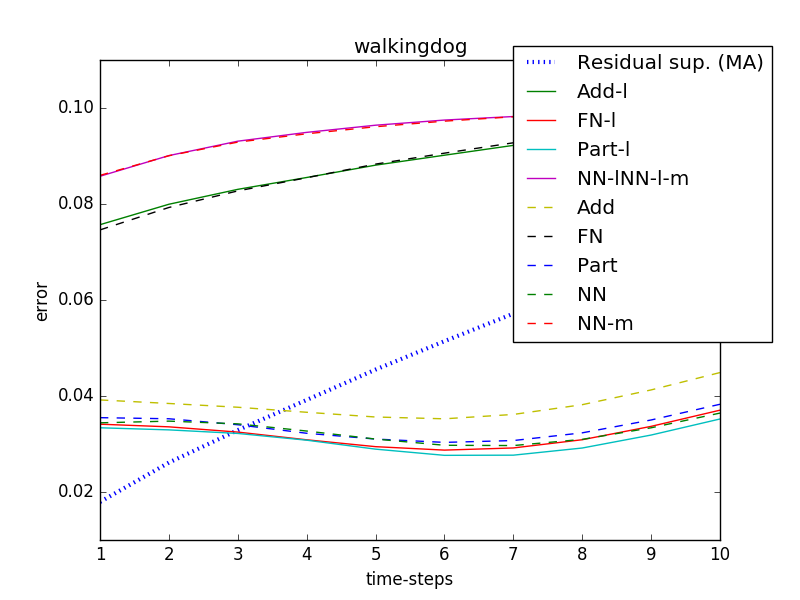 walkingdog
Residual sup. (MA)
Add-l
FN-l
Part-l
NN-lNN-l-m
Add
FN
Part
NN
NN-m
error
0.10
0.08
0.06
0.04
0.02
1 2 3 4 5 6 7 8 9 10
time-steps